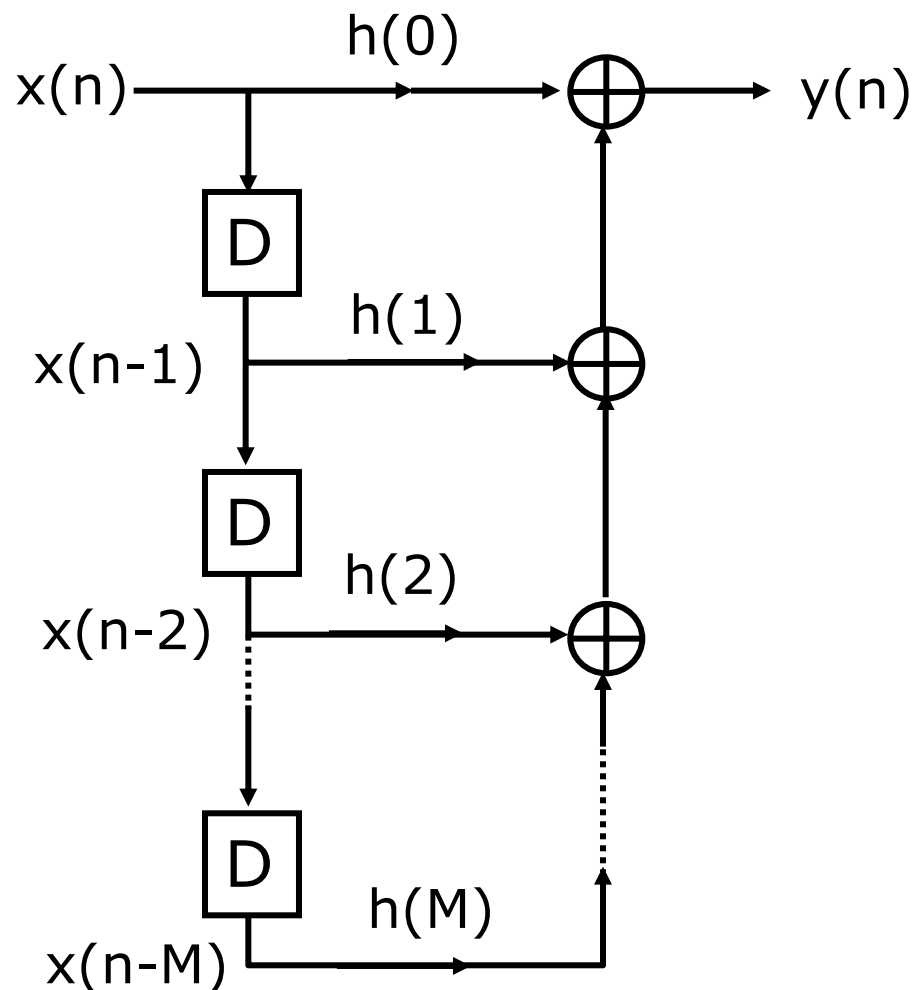 h(0)
x(n) y(n)
D
h(1)
x(n-1)
D
h(2)
x(n-2)
D
h(M)
x(n-M)